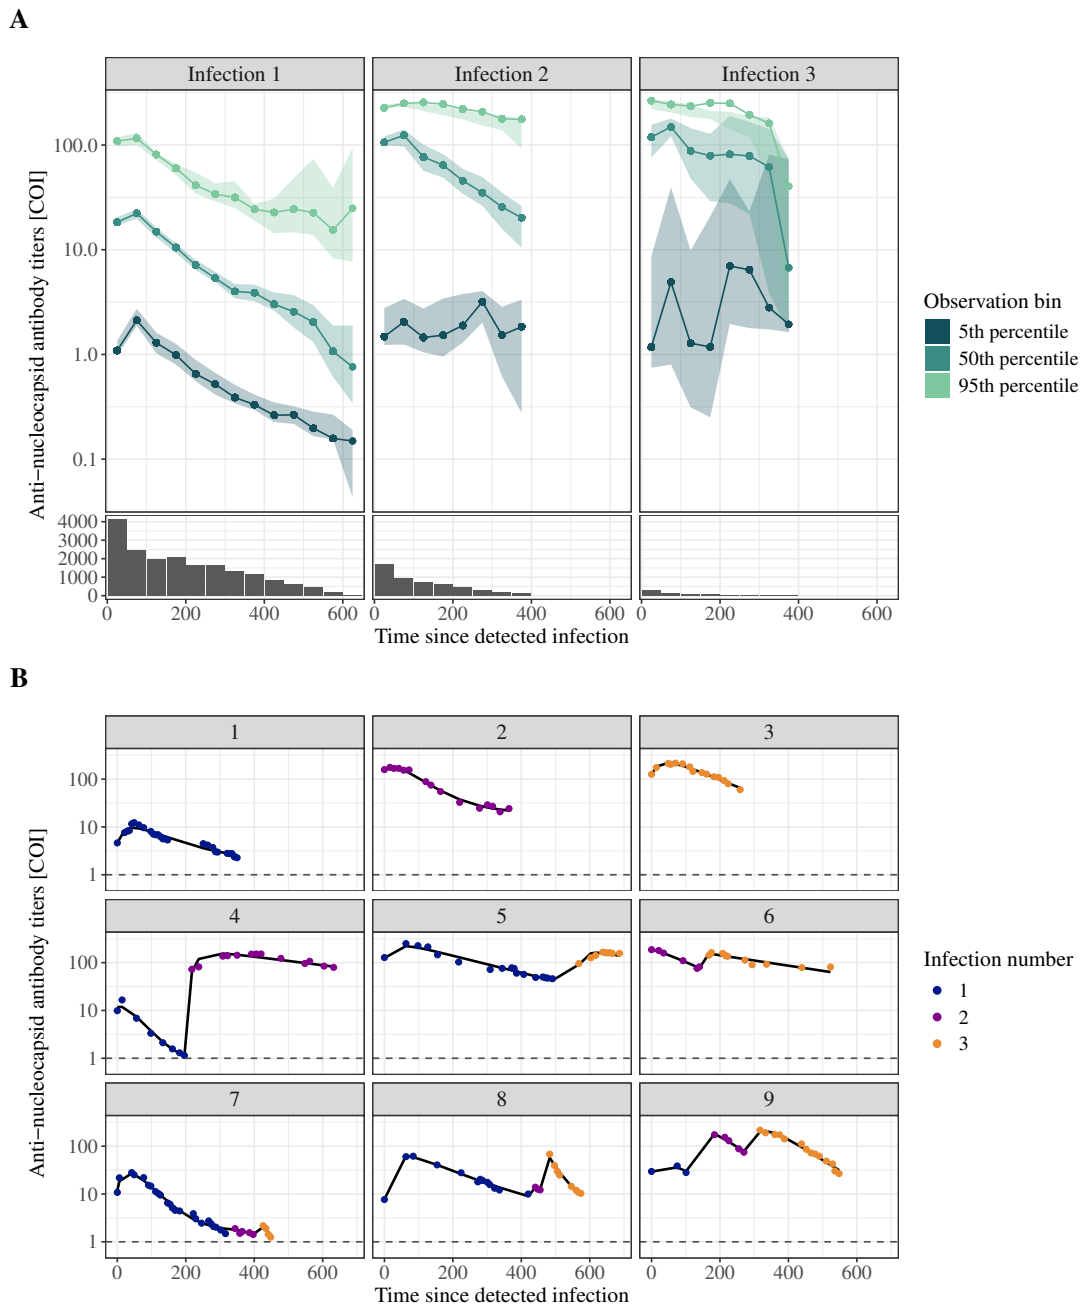 A
Infection 1 Infection 2 Infection 3
Anti−nucleocapsid antibody titers [COI]
100.0
10.0
1.0
0.1
Observation bin
5th percentile
50th percentile
95th percentile
4000
3000
2000
1000
0
0 200 400 600 0 200 400 600 0 200 400 600
Time since detected infection
B
1 2 3
Anti−nucleocapsid antibody titers [COI]
100
10
1
4 5 6
100
10
1
Infection number
1
2
3
7 8 9
100
10
1
0 200 400 600 0 200 400 600 0 200 400 600
Time since detected infection